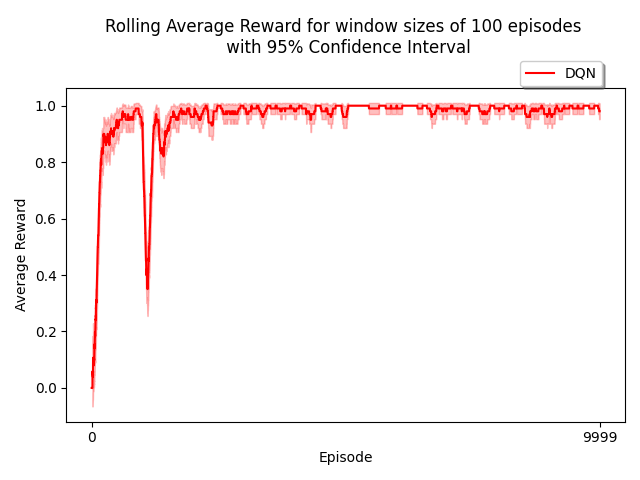 Rolling Average Reward for window sizes of 100 episodes
with 95% Confidence Interval
DQN
1.0
0.8
0.6
0.4
0.2
0.0
Average Reward
0
9999
Episode